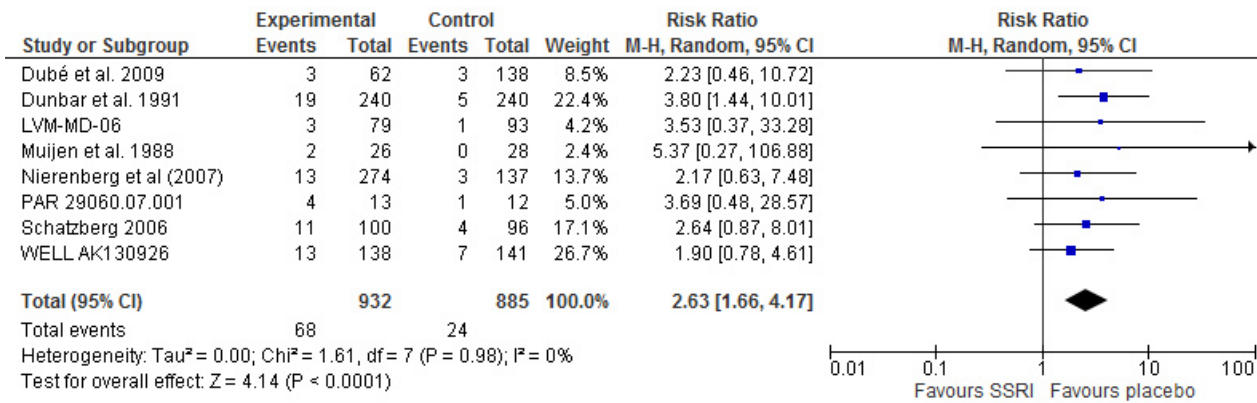 Experimental Control Risk Ratio Risk Ratio
Study or Subgroup Events Total Events Total Weight M-H, Random, 95% CI M-H, Random, 95% CI
Dubé et al. 2009 3 62 3 138 8.5% 2.23 [0.46, 10.72]
Dunbar et al. 1991 19 240 5 240 22.4% 3.80 [1.44, 10.01]
LVM-MD-06 3 79 1 93 4.2% 3.53 [0.37, 33.28]
Muijen et al. 1988 2 26 0 28 2.4% 5.37 [0.27, 106.88]
Nierenberg et al (2007) 13 274 3 137 13.7% 2.17 [0.63, 7.48]
PAR 29060.07.001 4 13 1 12 5.0% 3.69 [0.48, 28.57]
Schatzberg 2006 11 100 4 96 17.1% 2.64 [0.87, 8.01]
WELL AK130926 13 138 7 141 26.7% 1.90 [0.78, 4.61]
Total (95% CI) 932 885 100.0% 2.63 [1.66, 4.17]
Total events 68 24
Heterogeneity: Tau² = 0.00; Chi² = 1.61, df = 7 (P = 0.98); I² = 0%
Test for overall effect: Z = 4.14 (P < 0.0001)
0.01 0.1 1 10 100
Favours SSRI Favours placebo